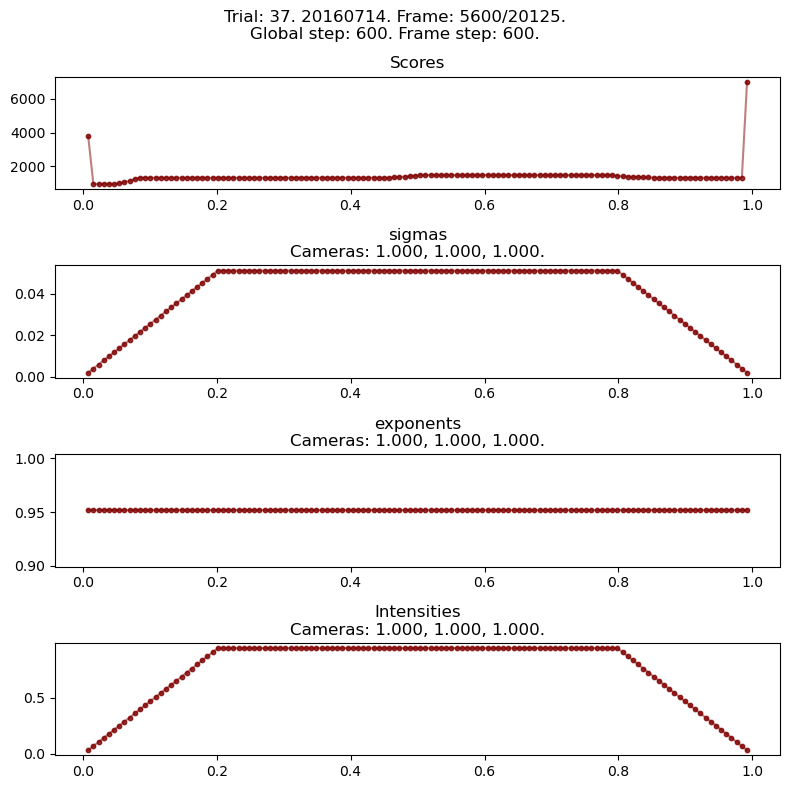 Trial: 37. 20160714. Frame: 5600/20125.
Global step: 600. Frame step: 600.
Scores
6000
4000
2000
0.0 0.2 0.4 0.6 0.8 1.0
sigmas
Cameras: 1.000, 1.000, 1.000.
0.04
0.02
0.00
0.0 0.2 0.4 0.6 0.8 1.0
exponents
Cameras: 1.000, 1.000, 1.000.
1.00
0.95
0.90
0.0 0.2 0.4 0.6 0.8 1.0
Intensities
Cameras: 1.000, 1.000, 1.000.
0.5
0.0
0.0 0.2 0.4 0.6 0.8 1.0